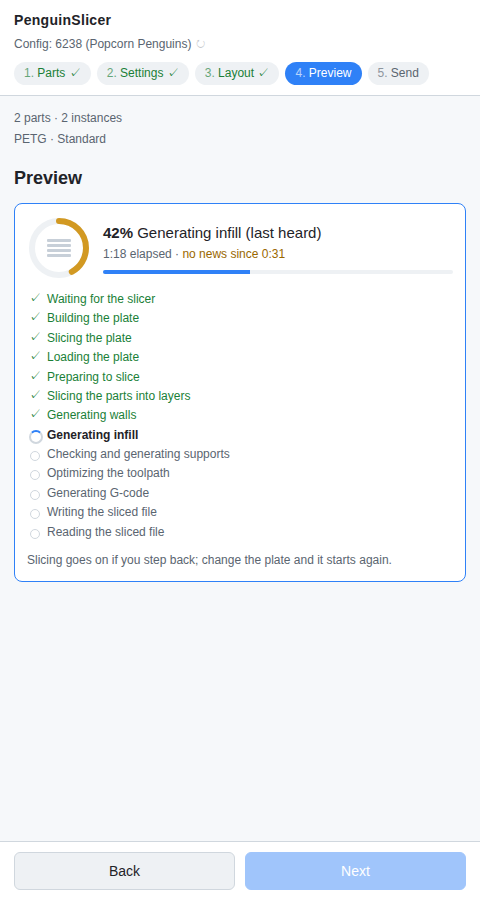 PenguinSlicer
Config: 6238 (Popcorn Penguins)
1. Parts ✓ 2. Settings ✓ 3. Layout ✓ 4. Preview 5. Send
2 parts · 2 instances
PETG · Standard
Preview
42% Generating infill (last heard)
1:18 elapsed · no news since 0:31
✓ Waiting for the slicer
✓ Building the plate
✓ Slicing the plate
✓ Loading the plate
✓ Preparing to slice
✓ Slicing the parts into layers
✓ Generating walls
Generating infill
Checking and generating supports
Optimizing the toolpath
Generating G-code
Writing the sliced file
Reading the sliced file
Slicing goes on if you step back; change the plate and it starts again.
Back Next